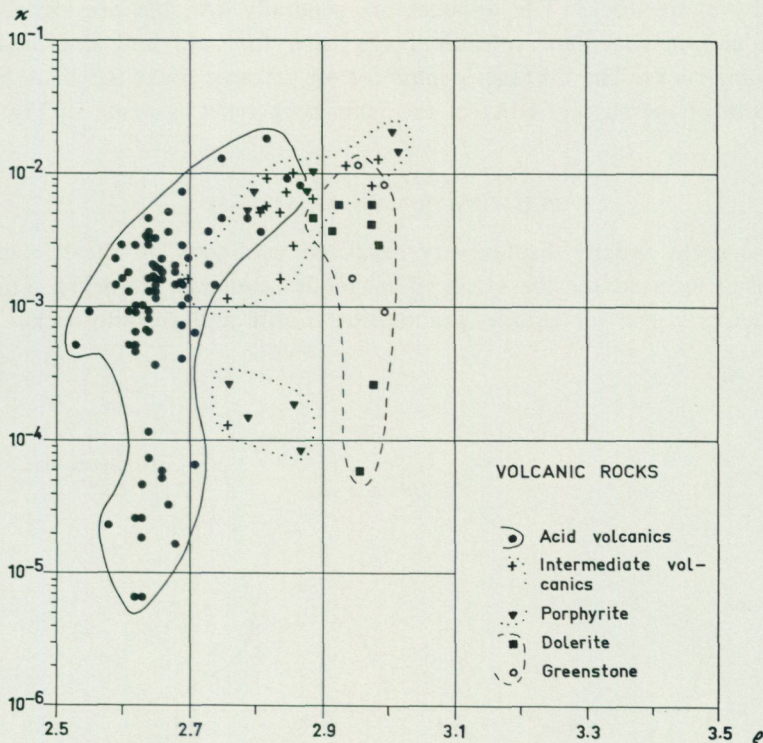 ϰ
10⁻¹
10⁻²
10⁻³
10⁻⁴
10⁻⁵
10⁻⁶
2.5 2.7 2.9 3.1 3.3 3.5 ρ
VOLCANIC ROCKS
Acid volcanics
Intermediate vol-
canics
Porphyrite
Dolerite
Greenstone